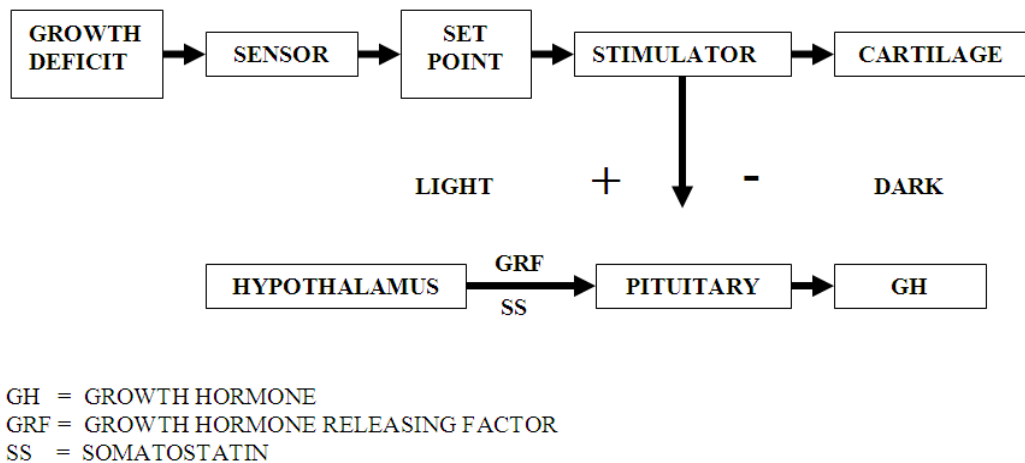 GROWTH
DEFICIT
SENSOR
SET
POINT
STIMULATOR
CARTILAGE
LIGHT
+
-
DARK
HYPOTHALAMUS
GRF
SS
PITUITARY
GH
GH = GROWTH HORMONE
GRF = GROWTH HORMONE RELEASING FACTOR
SS = SOMATOSTATIN